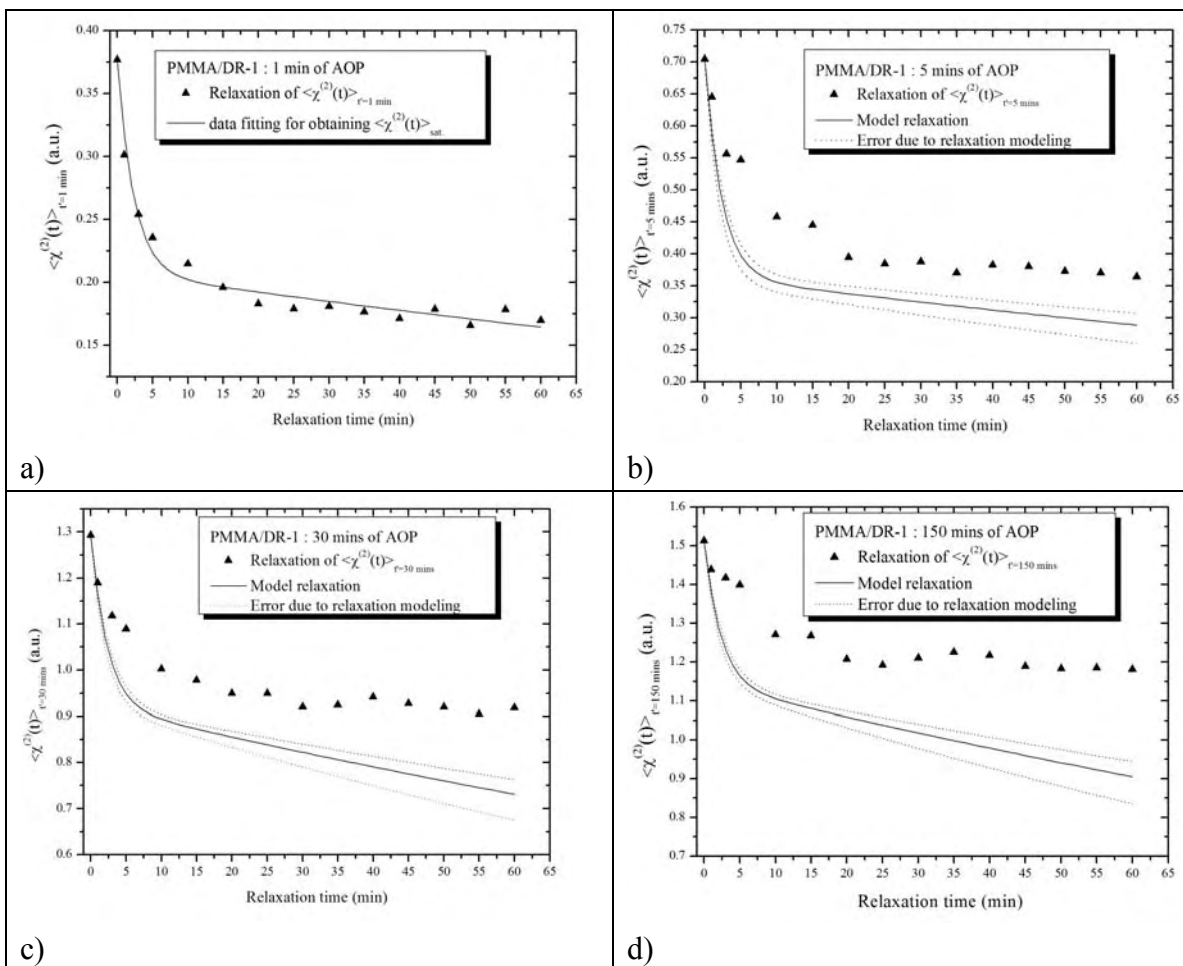 0.40
0.35
0.30
0.25
0.20
0.15
<χ(2)(t)>t'=1 min (a.u.)
PMMA/DR-1 : 1 min of AOP
Relaxation of <χ(2)(t)>t'=1 min
data fitting for obtaining <χ(2)(t)>sat.
0 5 10 15 20 25 30 35 40 45 50 55 60 65
Relaxation time (min)
a)
0.75
0.70
0.65
0.60
0.55
0.50
0.45
0.40
0.35
0.30
0.25
0.20
<χ(2)(t)>t'=5 mins (a.u.)
PMMA/DR-1 : 5 mins of AOP
Relaxation of <χ(2)(t)>t'=5 mins
Model relaxation
Error due to relaxation modeling
0 5 10 15 20 25 30 35 40 45 50 55 60 65
Relaxation time (min)
b)
1.3
1.2
1.1
1.0
0.9
0.8
0.7
0.6
<χ(2)(t)>t'=30 mins (a.u.)
PMMA/DR-1 : 30 mins of AOP
Relaxation of <χ(2)(t)>t'=30 mins
Model relaxation
Error due to relaxation modeling
0 5 10 15 20 25 30 35 40 45 50 55 60 65
Relaxation time (min)
c)
1.6
1.5
1.4
1.3
1.2
1.1
1.0
0.9
0.8
0.7
<χ(2)(t)>t'=150 mins (a.u.)
PMMA/DR-1 : 150 mins of AOP
Relaxation of <χ(2)(t)>t'=150 mins
Model relaxation
Error due to relaxation modeling
0 5 10 15 20 25 30 35 40 45 50 55 60 65
Relaxation time (min)
d)